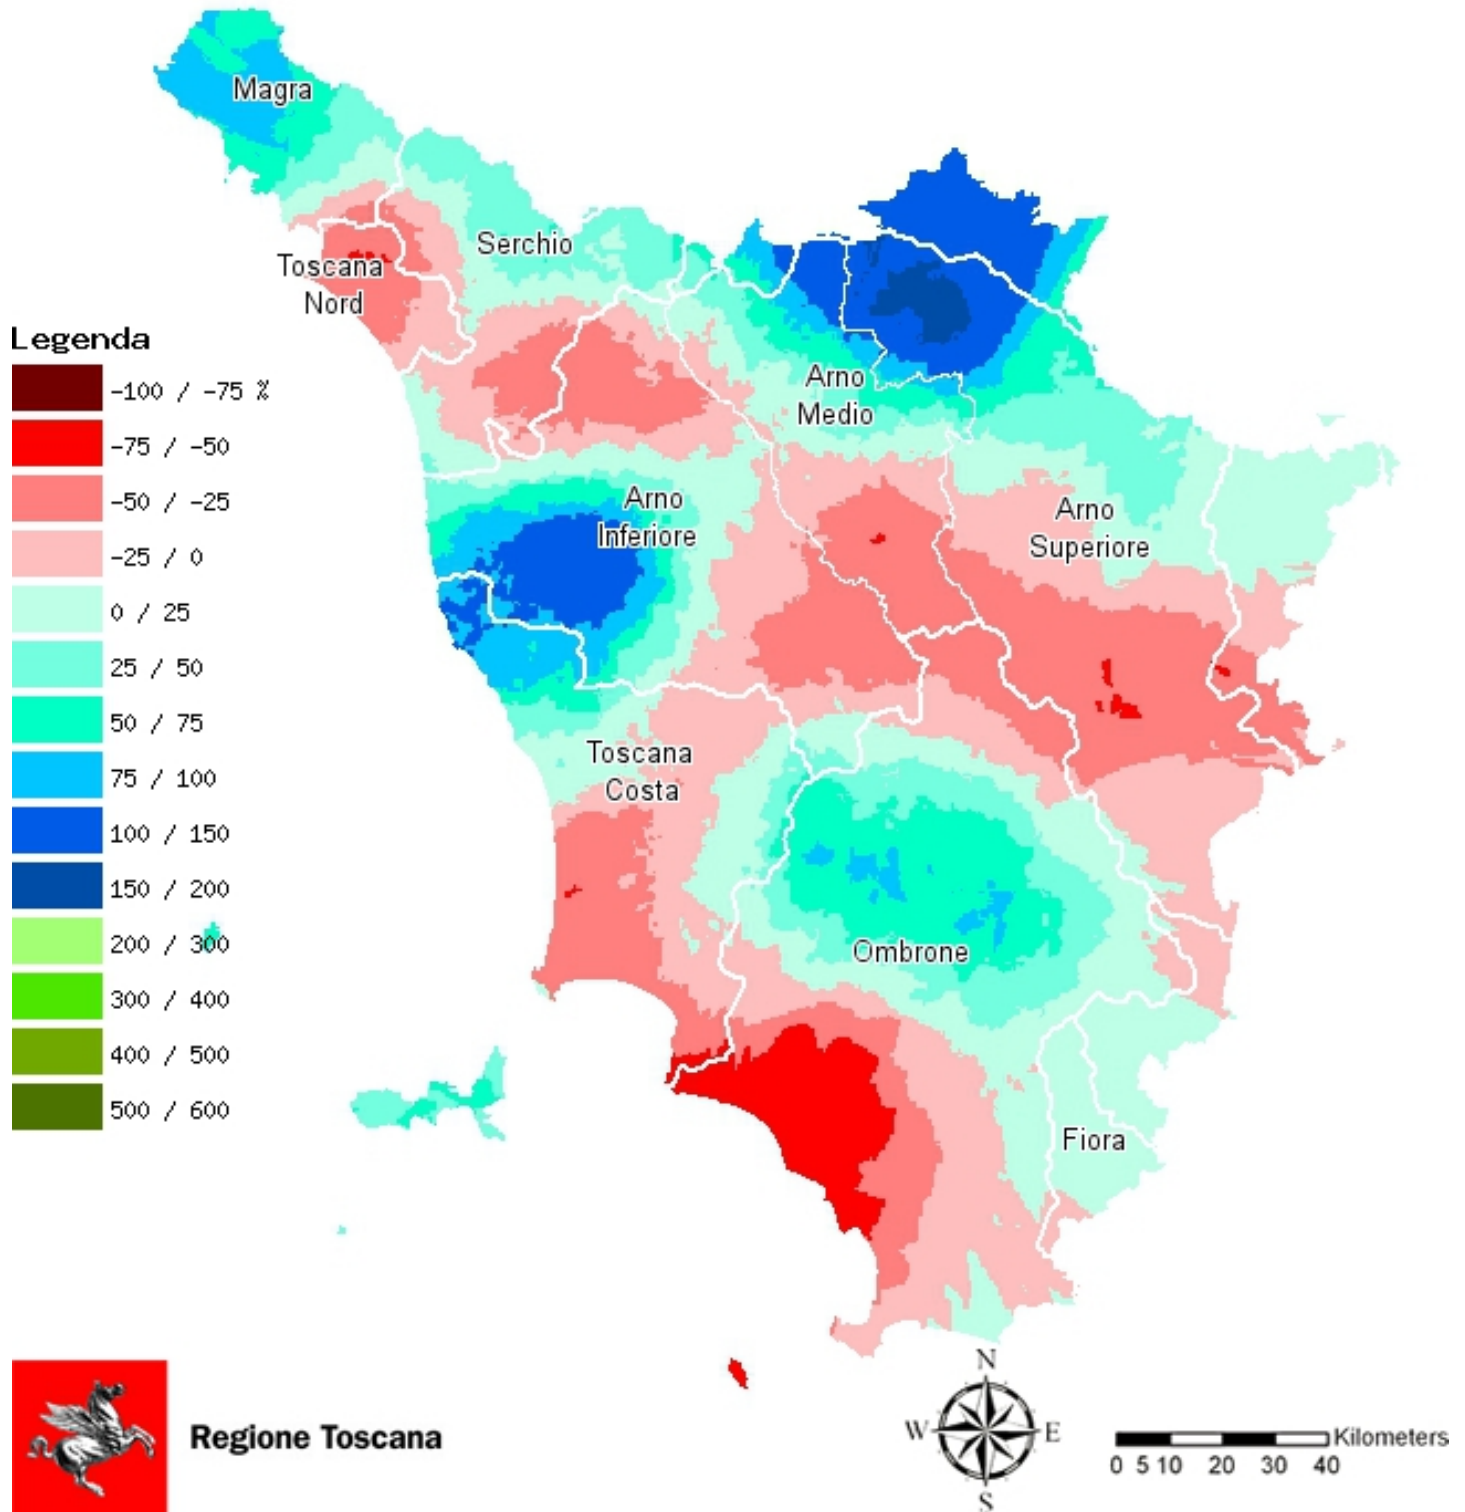 Magra
Serchio
Toscana
Nord
Legenda
-100 / -75 %
-75 / -50
-50 / -25
-25 / 0
0 / 25
25 / 50
50 / 75
75 / 100
100 / 150
150 / 200
200 / 300
300 / 400
400 / 500
500 / 600
Arno
Medio
Arno
Inferiore
Arno
Superiore
Toscana
Costa
Ombrone
Fiora
Regione Toscana
N
W E
S
Kilometers
0 5 10 20 30 40